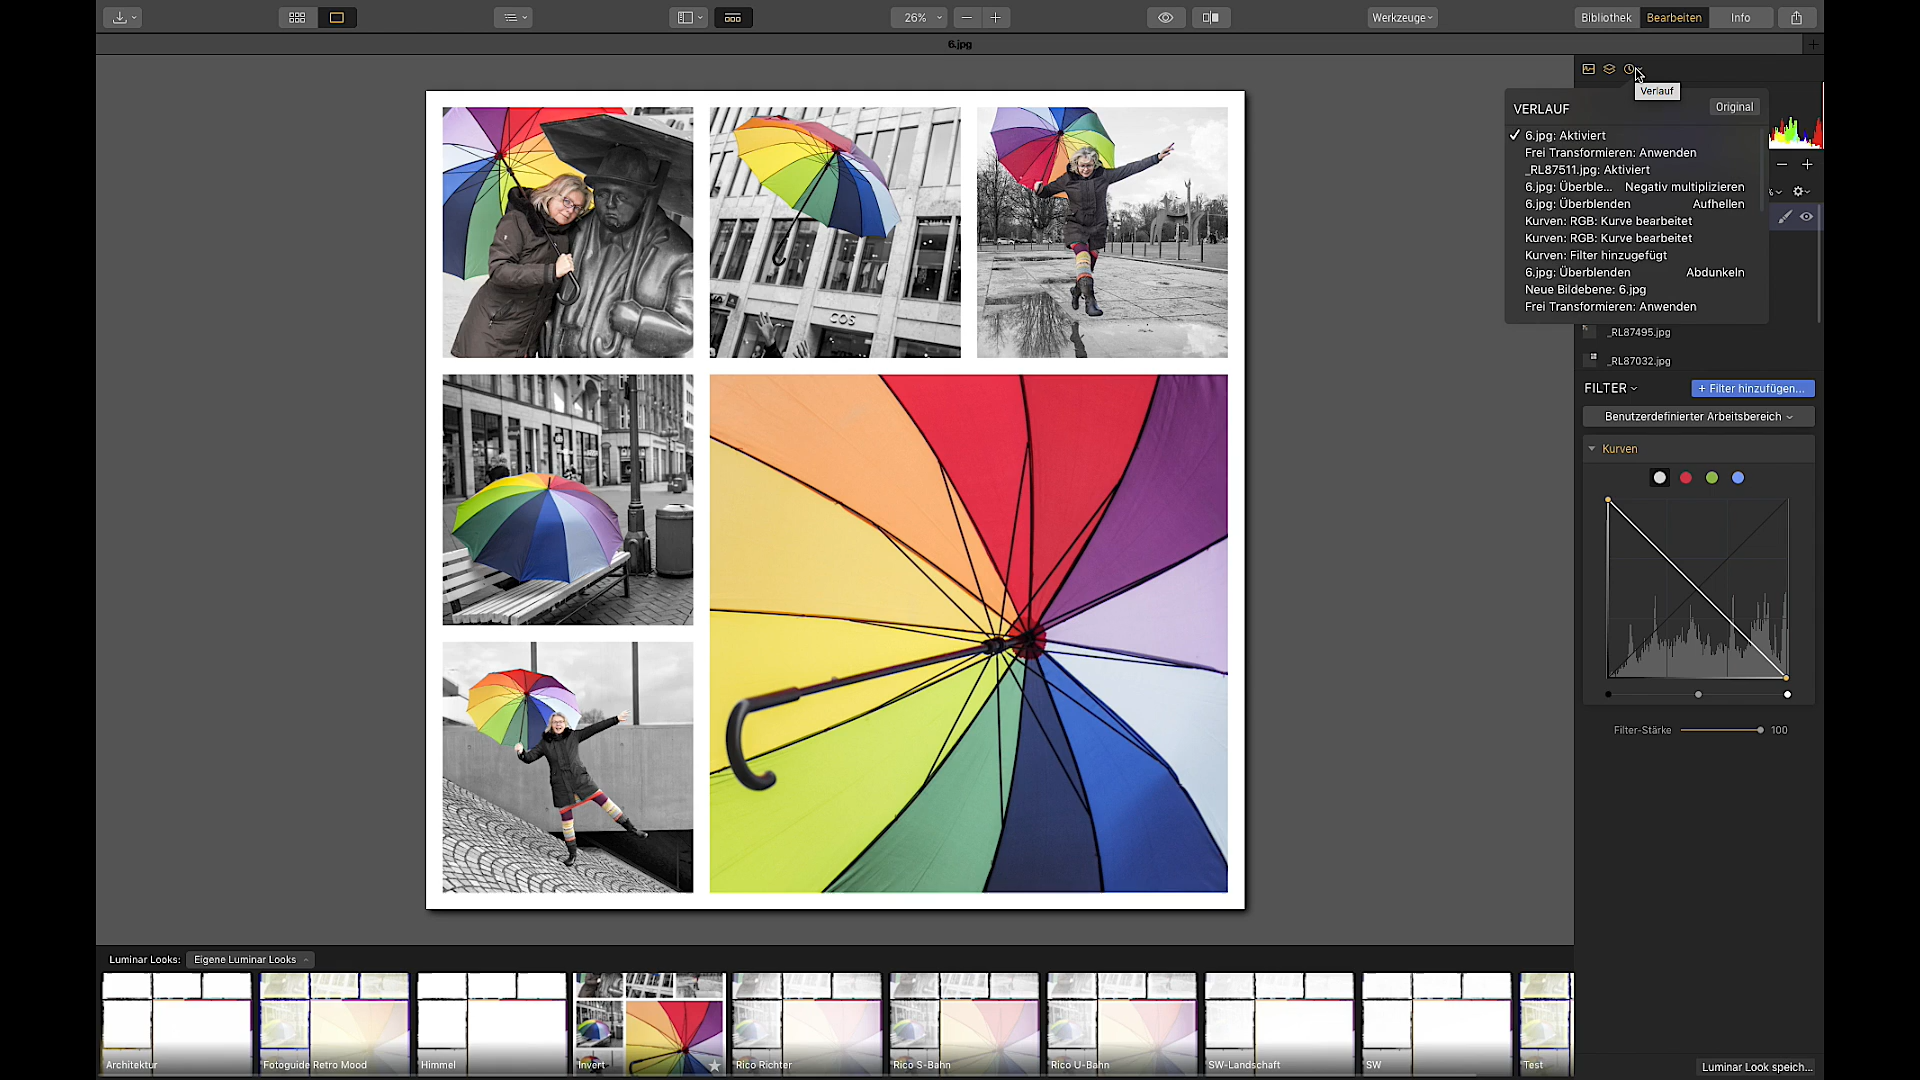 26%
Werkzeuge
Bibliothek
Bearbeiten
Info
6.jpg
Verlauf
VERLAUF
Original
6.jpg: Aktiviert
Frei Transformieren: Anwenden
_RL87511.jpg: Aktiviert
6.jpg: Überble... Negativ multiplizieren
6.jpg: Überblenden Aufhellen
Kurven: RGB: Kurve bearbeitet
Kurven: RGB: Kurve bearbeitet
Kurven: Filter hinzugefügt
6.jpg: Überblenden Abdunkeln
Neue Bildebene: 6.jpg
Frei Transformieren: Anwenden
%
_RL87495.jpg
_RL87032.jpg
FILTER
+ Filter hinzufügen...
Benutzerdefinierter Arbeitsbereich
Kurven
Filter-Stärke 100
COS
Luminar Looks: Eigene Luminar Looks
Architektur
Fotoguide Retro Mood
Himmel
Invert
Rico Richter
Rico S-Bahn
Rico U-Bahn
SW-Landschaft
SW
Test
Luminar Look speich...